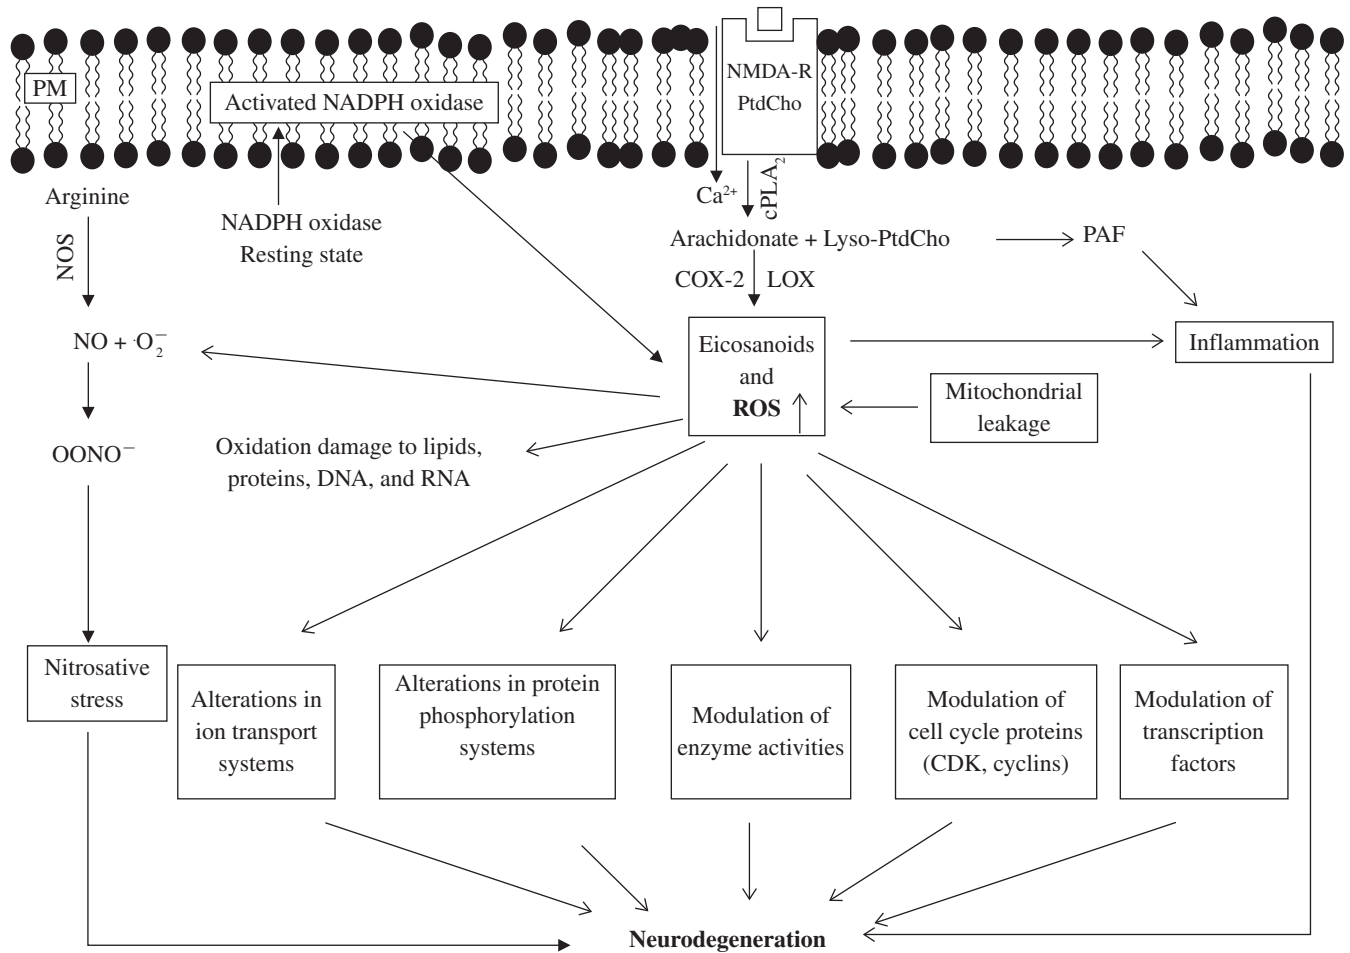 PM
Activated NADPH oxidase
NMDA-R
PtdCho
Arginine
NADPH oxidase
Resting state
Ca²⁺
cPLA₂
NOS
Arachidonate + Lyso-PtdCho
PAF
COX-2
LOX
NO + ·O₂⁻
Eicosanoids
and
ROS
Inflammation
Mitochondrial
leakage
OONO⁻
Oxidation damage to lipids,
proteins, DNA, and RNA
Nitrosative
stress
Alterations in
ion transport
systems
Alterations in protein
phosphorylation
systems
Modulation of
enzyme activities
Modulation of
cell cycle proteins
(CDK, cyclins)
Modulation of
transcription
factors
Neurodegeneration